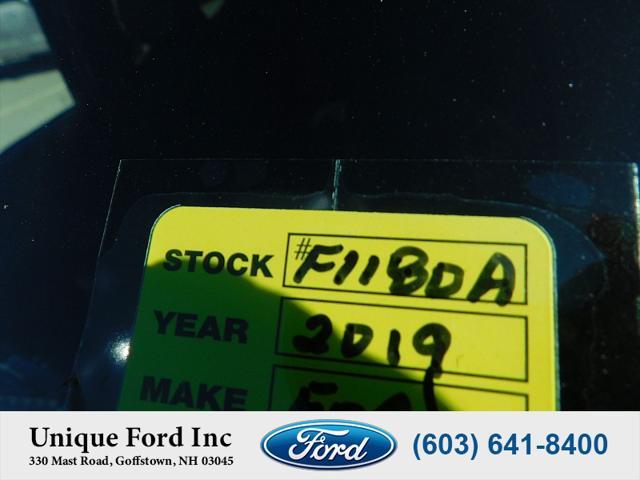 STOCK #F118DA
YEAR 2019
MAKE
Unique Ford Inc
330 Mast Road, Goffstown, NH 03045
Ford
(603) 641-8400